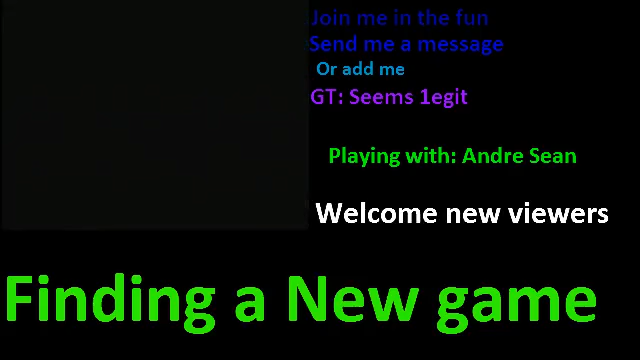 Join me in the fun
Send me a message
Or add me
GT: Seems 1egit
Playing with: Andre Sean
Welcome new viewers
Finding a New game